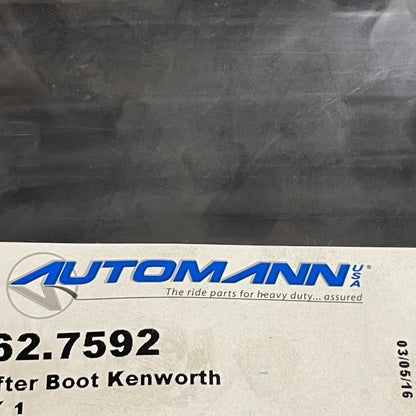 AUTOMANN USA®
The ride parts for heavy duty... assured
62.7592
fter Boot Kenworth
1
03/05/16